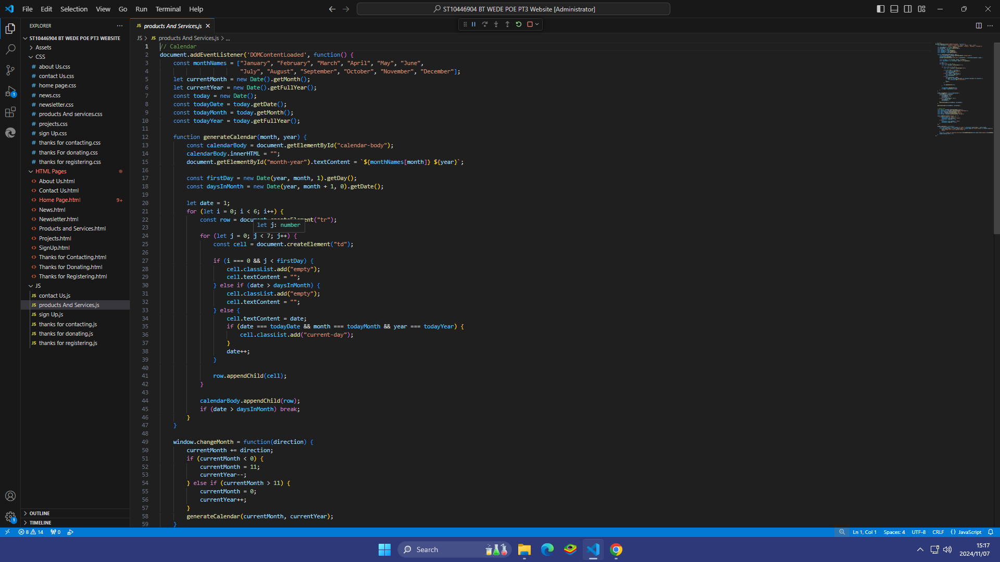 File Edit Selection View Go Run Terminal Help
ST10446904 BT WEDE POE PT3 Website [Administrator]
EXPLORER
ST10446904 BT WEDE POE PT3 WEBSITE
Assets
CSS
# about Us.css
# contact Us.css
# home page.css
# news.css
# newsletter.css
# products And services.css
# projects.css
# sign Up.css
# thanks for contacting.css
# thanks For donating.css
# thanks for registering.css
HTML Pages
<> About Us.html
<> Contact Us.html
<> Home Page.html 9+
<> News.html
<> Newsletter.html
<> Products and Services.html
<> Projects.html
<> SignUp.html
<> Thanks for Contacting.html
<> Thanks for Donating.html
<> Thanks for Registering.html
JS
JS contact Us.js
JS products And Services.js
JS sign Up.js
JS thanks for contacting.js
JS thanks for donating.js
JS thanks for registering.js
OUTLINE
TIMELINE
1
1
JS products And Services.js
JS > JS products And Services.js > ...
1 // Calendar
2 document.addEventListener('DOMContentLoaded', function() {
3 const monthNames = ["January", "February", "March", "April", "May", "June",
4 "July", "August", "September", "October", "November", "December"];
5 let currentMonth = new Date().getMonth();
6 let currentYear = new Date().getFullYear();
7 const today = new Date();
8 const todayDate = today.getDate();
9 const todayMonth = today.getMonth();
10 const todayYear = today.getFullYear();
11
12 function generateCalendar(month, year) {
13 const calendarBody = document.getElementById("calendar-body");
14 calendarBody.innerHTML = "";
15 document.getElementById("month-year").textContent = `${monthNames[month]} ${year}`;
16
17 const firstDay = new Date(year, month, 1).getDay();
18 const daysInMonth = new Date(year, month + 1, 0).getDate();
19
20 let date = 1;
21 for (let i = 0; i < 6; i++) {
22 const row = document.createElement("tr");
let j: number
23
24 for (let j = 0; j < 7; j++) {
25 const cell = document.createElement("td");
26
27 if (i === 0 && j < firstDay) {
28 cell.classList.add("empty");
29 cell.textContent = "";
30 } else if (date > daysInMonth) {
31 cell.classList.add("empty");
32 cell.textContent = "";
33 } else {
34 cell.textContent = date;
35 if (date === todayDate && month === todayMonth && year === todayYear) {
36 cell.classList.add("current-day");
37 }
38 date++;
39 }
40
41 row.appendChild(cell);
42 }
43
44 calendarBody.appendChild(row);
45 if (date > daysInMonth) break;
46 }
47 }
48
49 window.changeMonth = function(direction) {
50 currentMonth += direction;
51 if (currentMonth < 0) {
52 currentMonth = 11;
53 currentYear--;
54 } else if (currentMonth > 11) {
55 currentMonth = 0;
56 currentYear++;
57 }
58 generateCalendar(currentMonth, currentYear);
59 }
8 14 0
Ln 1, Col 1 Spaces: 4 UTF-8 CRLF {} JavaScript
Search
15:17
2024/11/07